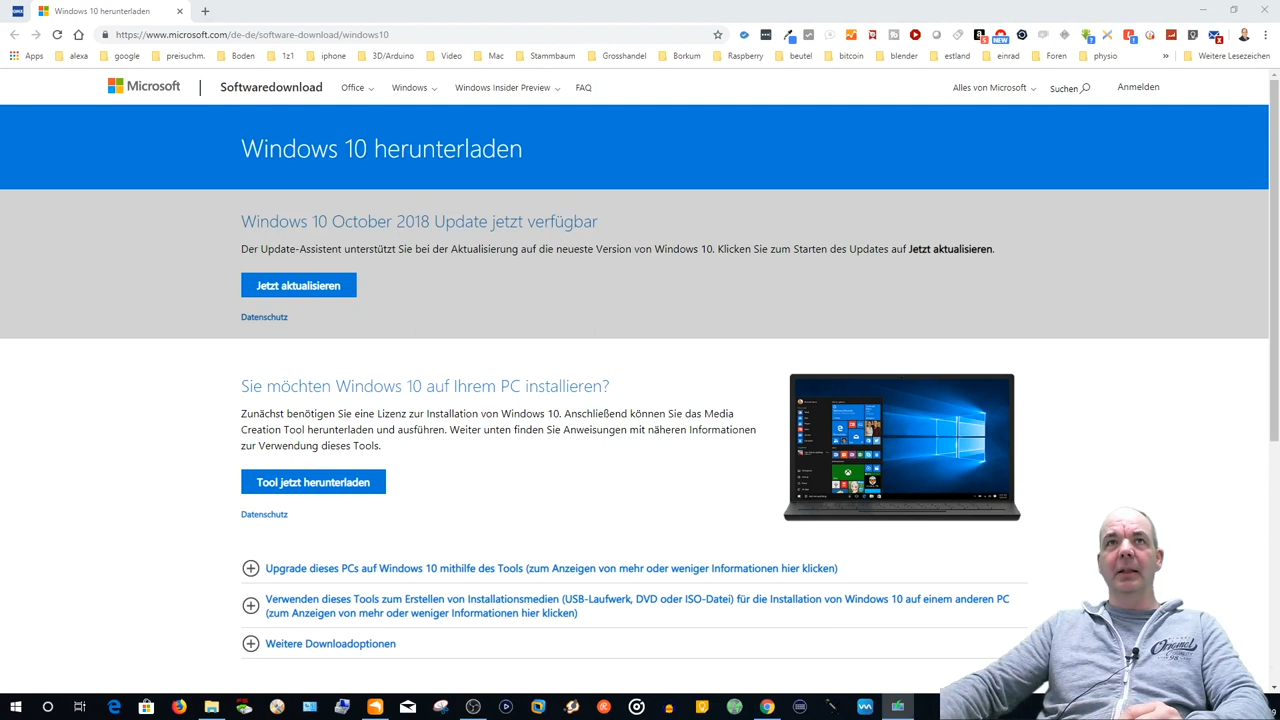 GMX
Windows 10 herunterladen
https://www.microsoft.com/de-de/software-download/windows10
Apps
alexa
google
preisuchm.
Boden
1z1
iphone
3D/Arduino
Video
Mac
Stammbaum
Grosshandel
Borkum
Raspberry
beutel
bitcoin
blender
estland
einrad
Foren
physio
»
Weitere Lesezeichen
Microsoft
Softwaredownload
Office
Windows
Windows Insider Preview
FAQ
Alles von Microsoft
Suchen
Anmelden
Windows 10 herunterladen
Windows 10 October 2018 Update jetzt verfügbar
Der Update-Assistent unterstützt Sie bei der Aktualisierung auf die neueste Version von Windows 10. Klicken Sie zum Starten des Updates auf Jetzt aktualisieren.
Jetzt aktualisieren
Datenschutz
Sie möchten Windows 10 auf Ihrem PC installieren?
Zunächst benötigen Sie eine Lizenz zur Installation von Windows 10. Anschließend können Sie das Media
Creation Tool herunterladen und ausführen. Weiter unten finden Sie Anweisungen mit näheren Informationen
zur Verwendung dieses Tools.
Tool jetzt herunterladen
Datenschutz
Upgrade dieses PCs auf Windows 10 mithilfe des Tools (zum Anzeigen von mehr oder weniger Informationen hier klicken)
Verwenden dieses Tools zum Erstellen von Installationsmedien (USB-Laufwerk, DVD oder ISO-Datei) für die Installation von Windows 10 auf einem anderen PC
(zum Anzeigen von mehr oder weniger Informationen hier klicken)
Weitere Downloadoptionen